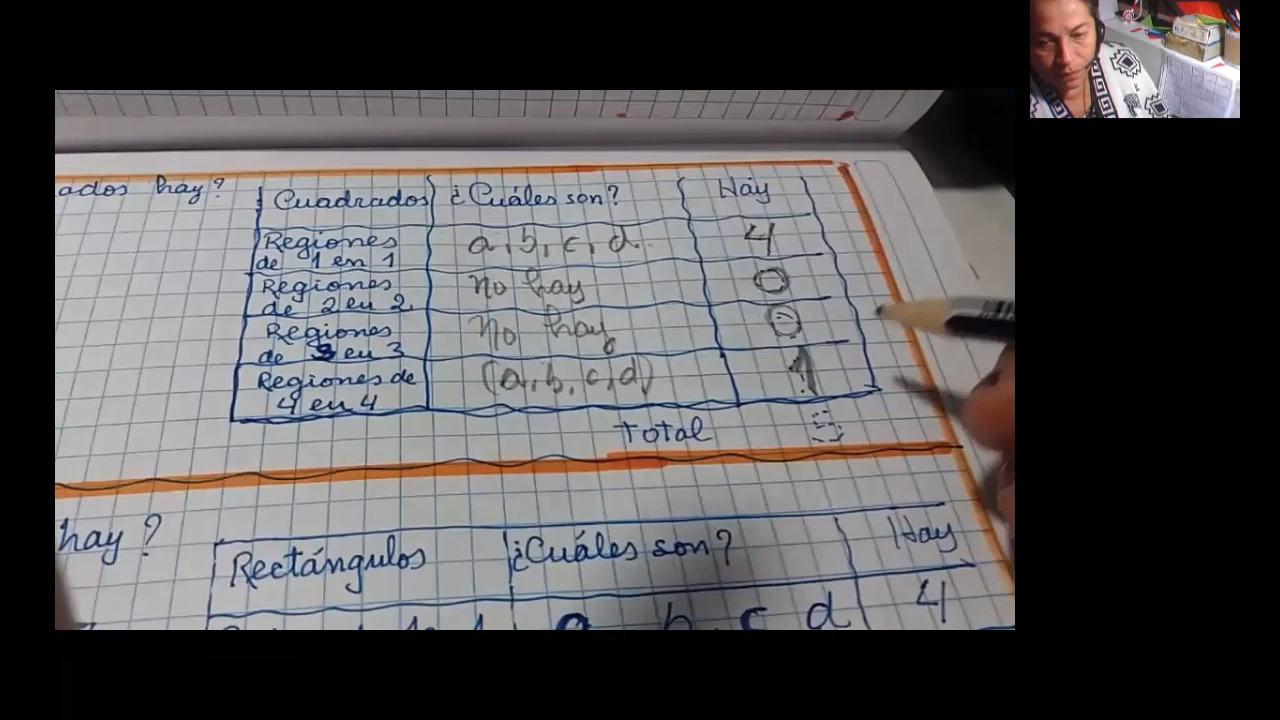 ados hay?
Cuadrados ¿Cuáles son? Hay
Regiones
de 1 en 1 a, b, c, d 4
Regiones
de 2 en 2 no hay 0
Regiones
de 3 en 3 No hay 0
Regiones de
4 en 4 (a, b, c, d) 1
Total
hay?
Rectángulos ¿Cuáles son? Hay
a b, c d 4